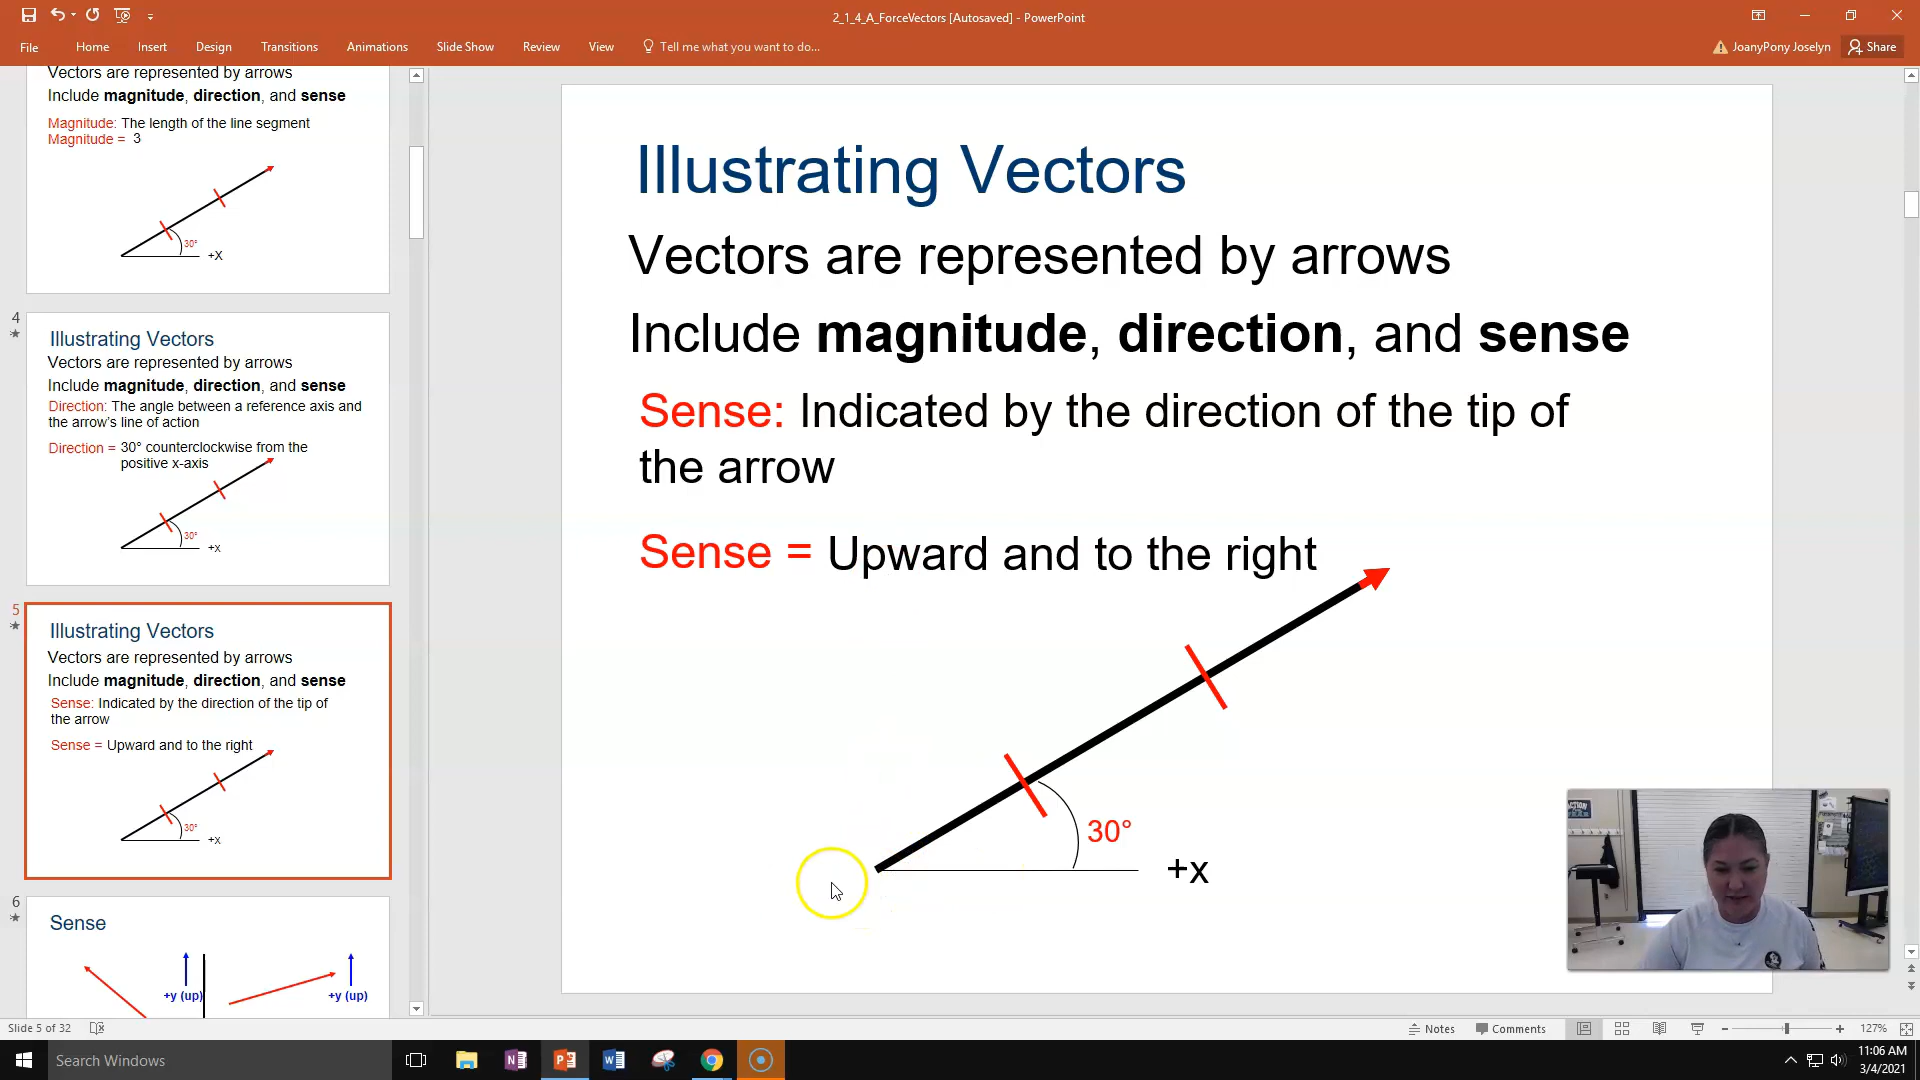 2_1_4_A_ForceVectors [Autosaved] - PowerPoint
File Home Insert Design Transitions Animations Slide Show Review View Tell me what you want to do... JoanyPony Joselyn Share
Vectors are represented by arrows
Include magnitude, direction, and sense
Magnitude: The length of the line segment
Magnitude = 3
30°
+X
4
Illustrating Vectors
Vectors are represented by arrows
Include magnitude, direction, and sense
Direction: The angle between a reference axis and
the arrow's line of action
Direction = 30° counterclockwise from the
positive x-axis
30°
+x
5
Illustrating Vectors
Vectors are represented by arrows
Include magnitude, direction, and sense
Sense: Indicated by the direction of the tip of
the arrow
Sense = Upward and to the right
30°
+x
6
Sense
+y (up)
+y (up)
Illustrating Vectors
Vectors are represented by arrows
Include magnitude, direction, and sense
Sense: Indicated by the direction of the tip of
the arrow
Sense = Upward and to the right
30°
+x
Slide 5 of 32
Notes Comments 127%
Search Windows
11:06 AM
3/4/2021